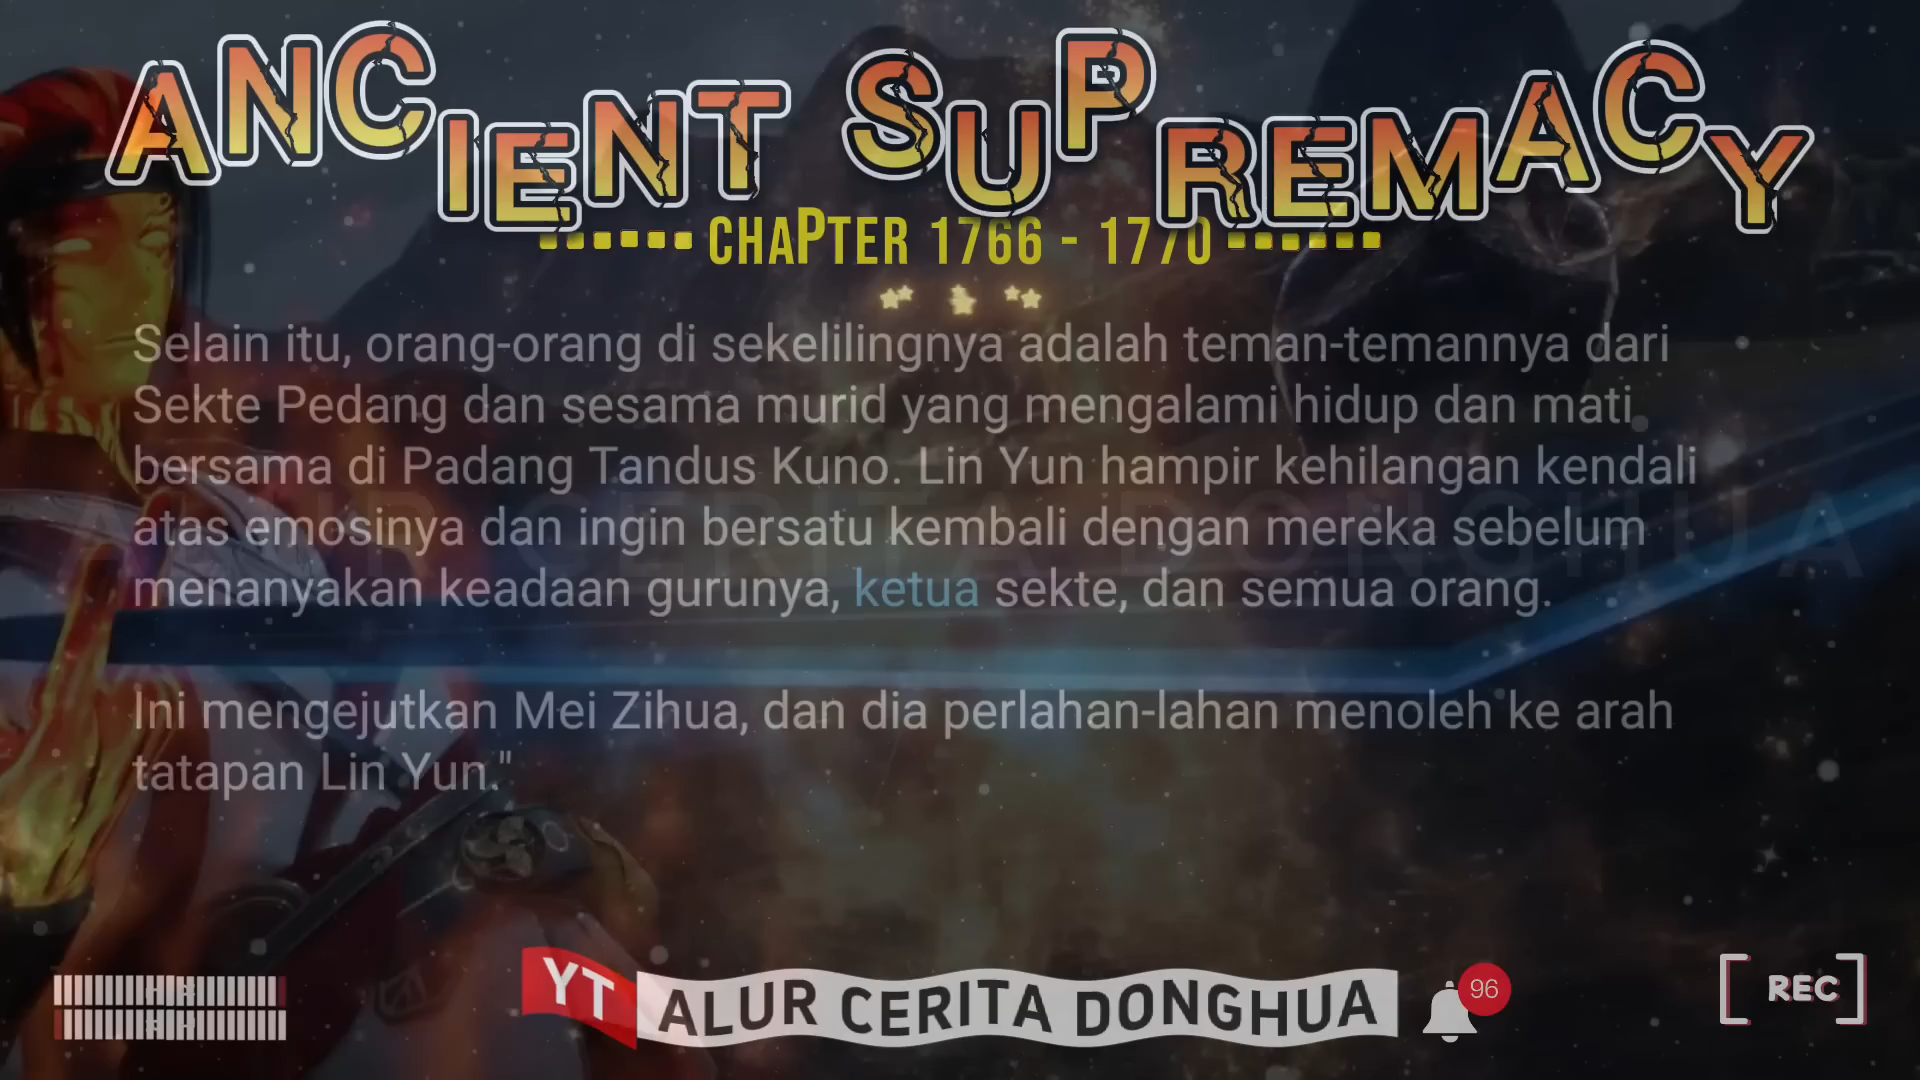 ANCIENT SUPREMACY
CHAPTER 1766 - 1770
Selain itu, orang-orang di sekelilingnya adalah teman-temannya dari
Sekte Pedang dan sesama murid yang mengalami hidup dan mati
bersama di Padang Tandus Kuno. Lin Yun hampir kehilangan kendali
atas emosinya dan ingin bersatu kembali dengan mereka sebelum
menanyakan keadaan gurunya, ketua sekte, dan semua orang.
ALUR CERITA DONGHUA
Ini mengejutkan Mei Zihua, dan dia perlahan-lahan menoleh ke arah
tatapan Lin Yun."
YT ALUR CERITA DONGHUA
96
REC